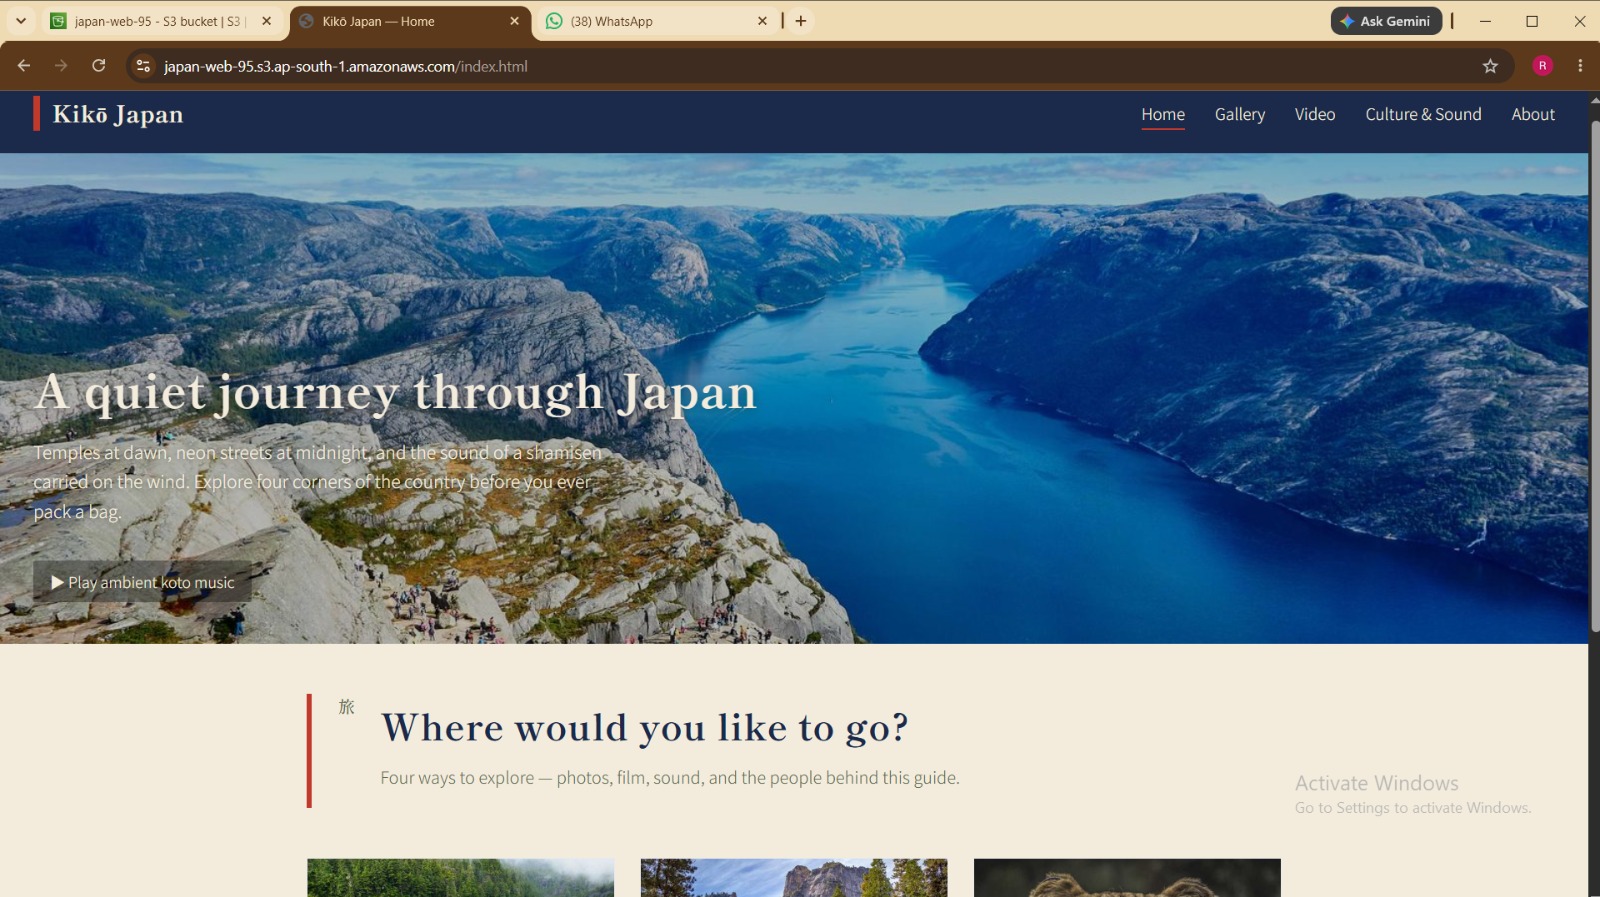 japan-web-95 - S3 bucket | S3 |
Kikō Japan — Home
(38) WhatsApp
Ask Gemini
japan-web-95.s3.ap-south-1.amazonaws.com/index.html
R
Kikō Japan
Home
Gallery
Video
Culture & Sound
About
A quiet journey through Japan
Temples at dawn, neon streets at midnight, and the sound of a shamisen
carried on the wind. Explore four corners of the country before you ever
pack a bag.
▶ Play ambient koto music
旅
Where would you like to go?
Four ways to explore — photos, film, sound, and the people behind this guide.
Activate Windows
Go to Settings to activate Windows.